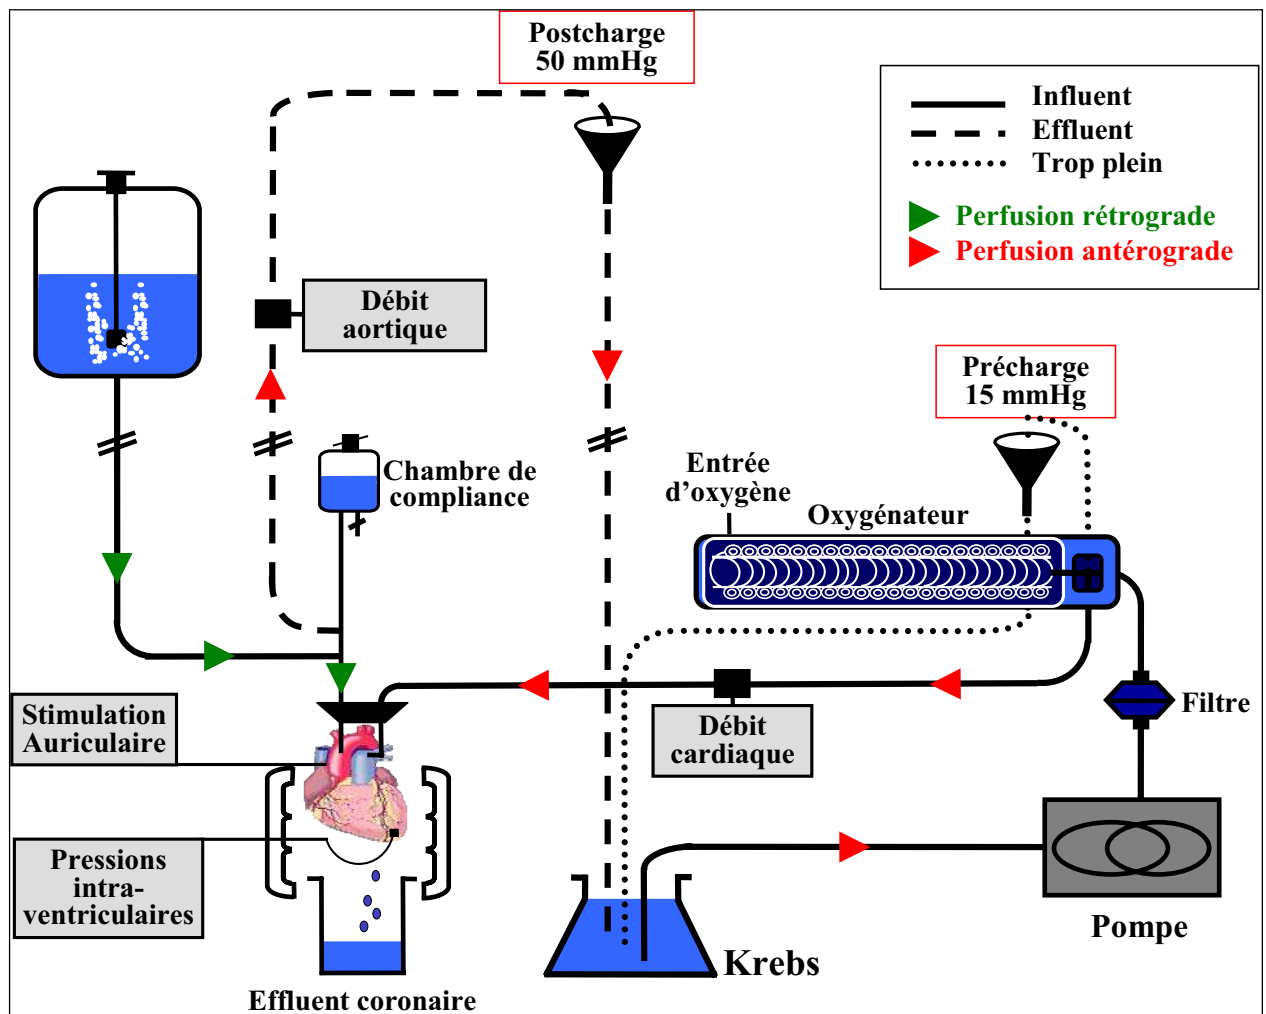 Postcharge
50 mmHg
Influent
Effluent
Trop plein
Perfusion rétrograde
Perfusion antérograde
Débit
aortique
Précharge
15 mmHg
Chambre de
compliance
Entrée
d’oxygène
Oxygénateur
Stimulation
Auriculaire
Débit
cardiaque
Filtre
Pressions
intra-
ventriculaires
Pompe
Krebs
Effluent coronaire